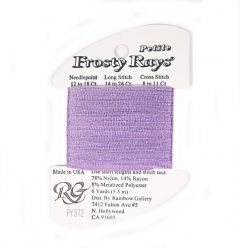 Petite
Frosty Rays®
Needlepoint Long Stitch Cross Stitch
12 to 18 Ct 14 to 24 Ct 8 to 11 Ct
Made in USA
Use short lengths and stitch taut.
78% Nylon, 14% Rayon
8% Metalized Polyester
6 Yards (5.5 m)
RG
Dist. By Rainbow Gallery
7412 Fulton Ave #5
PY372
N. Hollywood
CA 91605